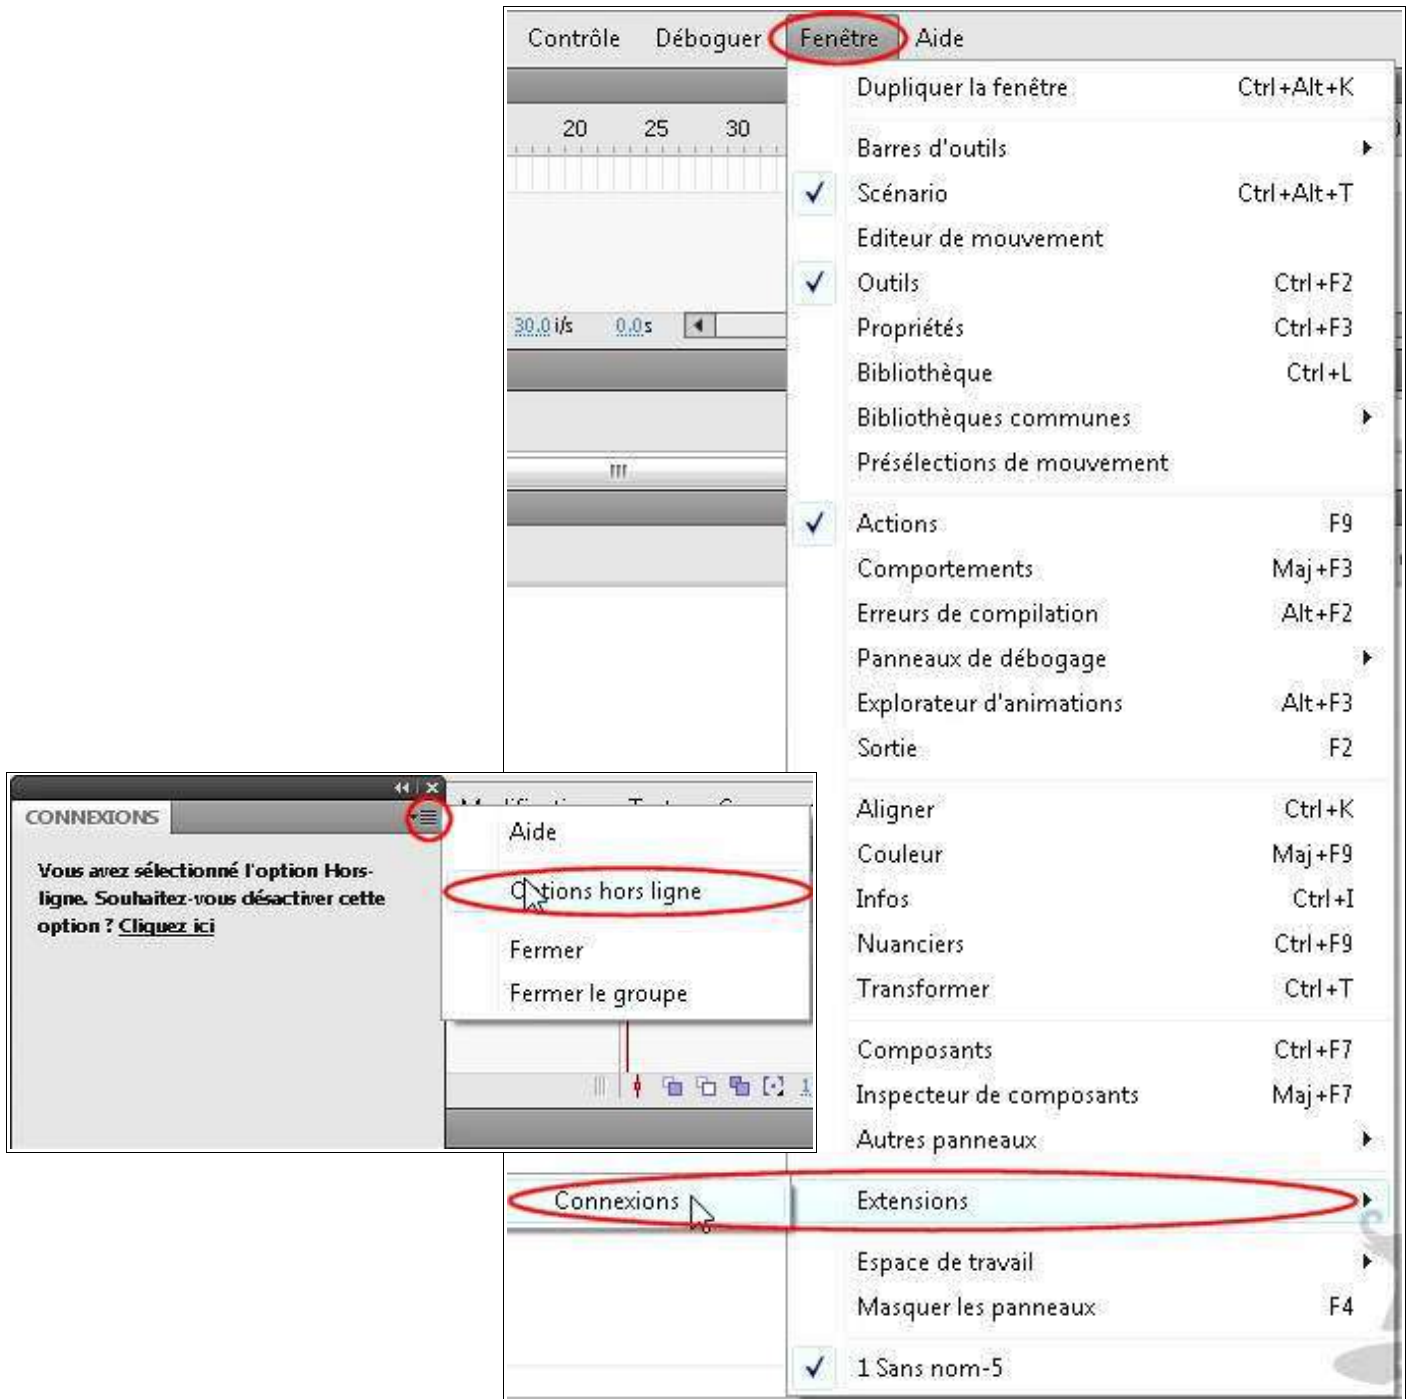 Contrôle Déboguer Fenêtre Aide
Dupliquer la fenêtre Ctrl+Alt+K
20 25 30
Barres d'outils
Scénario Ctrl+Alt+T
Editeur de mouvement
Outils Ctrl+F2
30.0 i/s 0.0 s
Propriétés Ctrl+F3
Bibliothèque Ctrl+L
Bibliothèques communes
Présélections de mouvement
Actions F9
Comportements Maj+F3
Erreurs de compilation Alt+F2
Panneaux de débogage
Explorateur d'animations Alt+F3
Sortie F2
Aligner Ctrl+K
Couleur Maj+F9
Infos Ctrl+I
Nuanciers Ctrl+F9
Transformer Ctrl+T
Composants Ctrl+F7
Inspecteur de composants Maj+F7
Autres panneaux
Connexions Extensions
Espace de travail
Masquer les panneaux F4
1 Sans nom-5
CONNEXIONS
Vous avez sélectionné l'option Hors-
ligne. Souhaitez-vous désactiver cette
option ? Cliquez ici
Aide
Options hors ligne
Fermer
Fermer le groupe
1